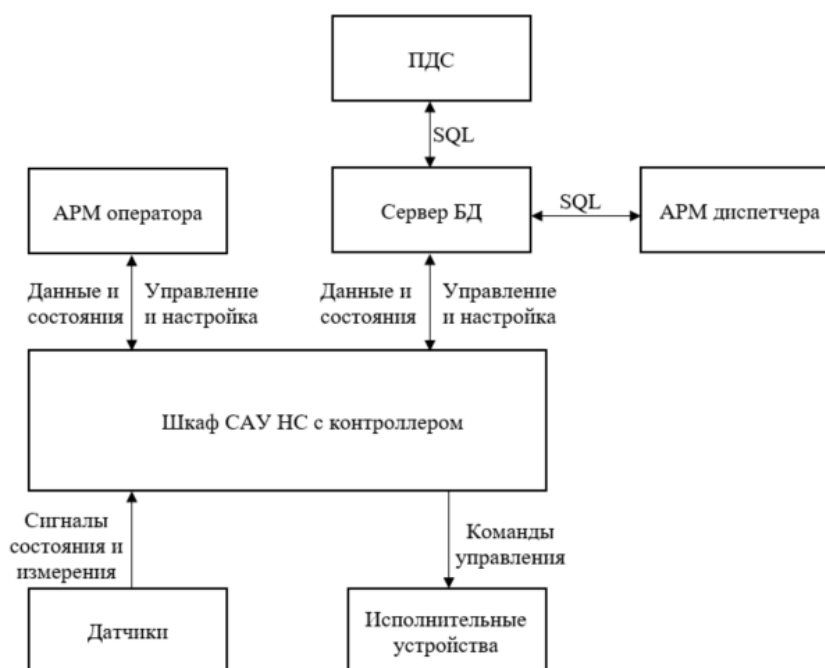 ПДС
SQL
АРМ оператора
Сервер БД
SQL
АРМ диспетчера
Данные и
состояния
Управление
и настройка
Данные и
состояния
Управление
и настройка
Шкаф САУ НС с контроллером
Сигналы
состояния и
измерения
Команды
управления
Датчики
Исполнительные
устройства